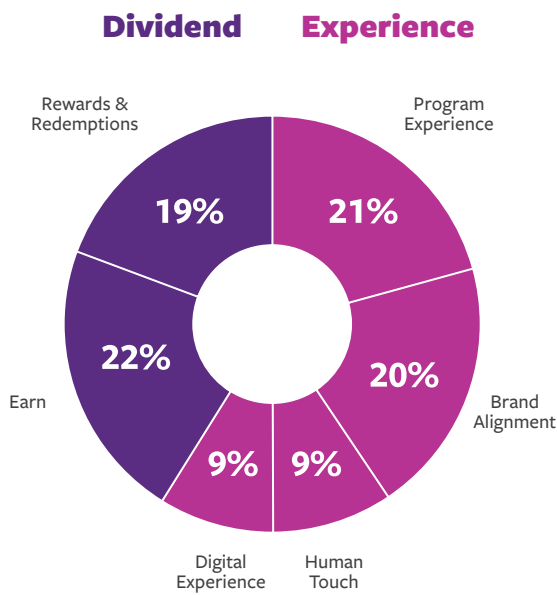 Dividend Experience
Rewards &
Redemptions
Program
Experience
19%
21%
22%
20%
Earn
Brand
Alignment
9%
9%
Digital
Experience
Human
Touch